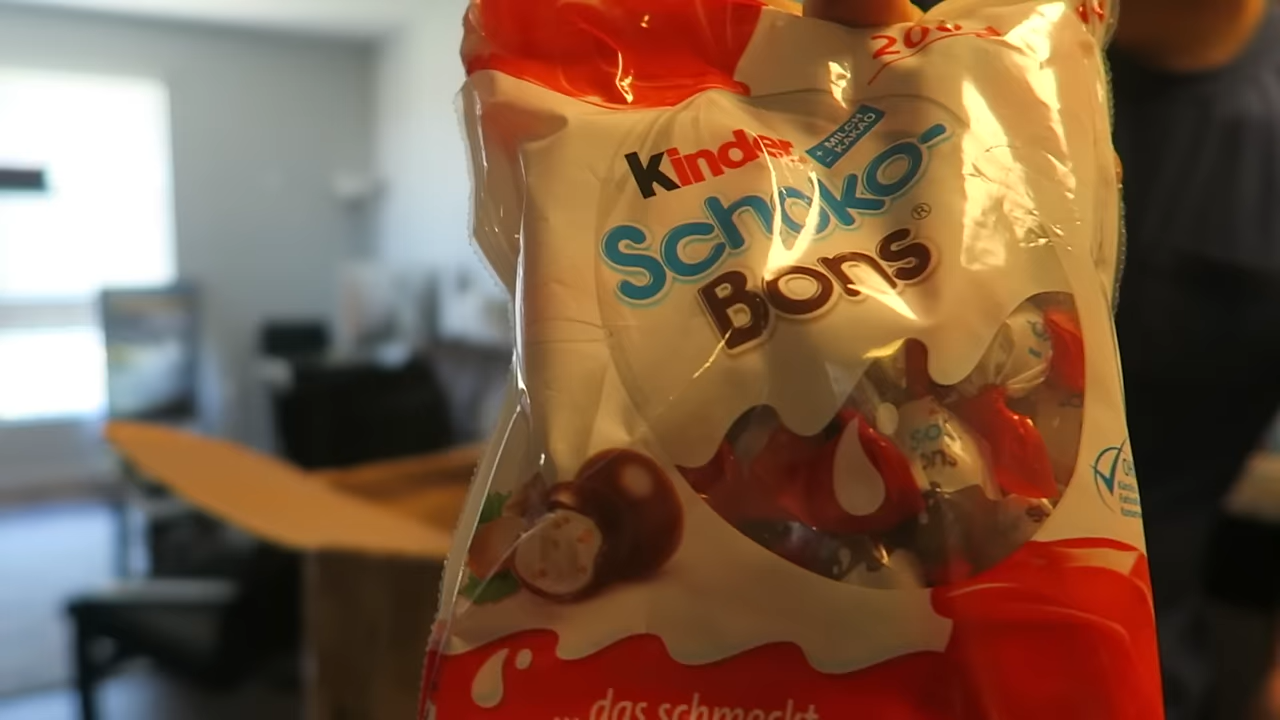 Kinder
+ MILCH
- KAKAO
Schoko-
Bons®
... das schmeckt